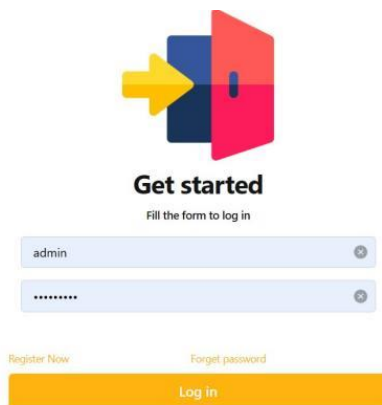 Get started
Fill the form to log in
admin
•••••••••
Register Now Forget password
Log in